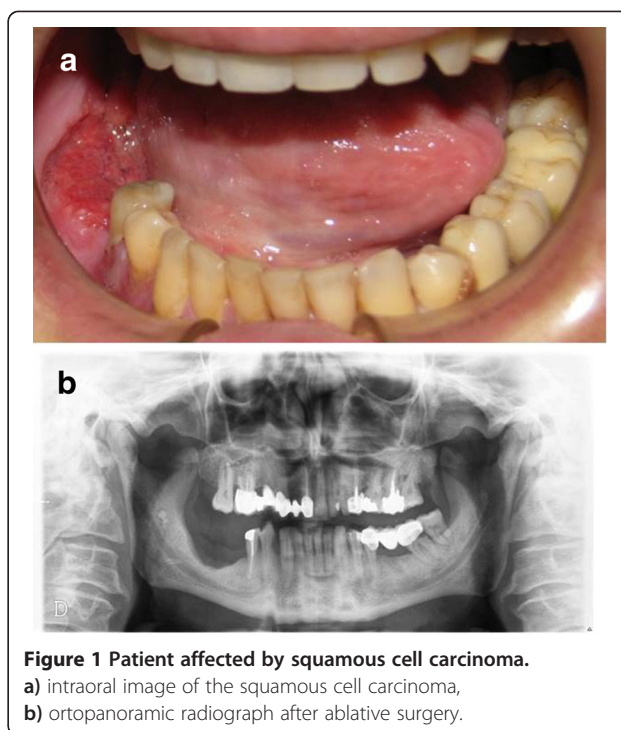 a
b
D
Figure 1 Patient affected by squamous cell carcinoma.
a) intraoral image of the squamous cell carcinoma,
b) ortopanoramic radiograph after ablative surgery.